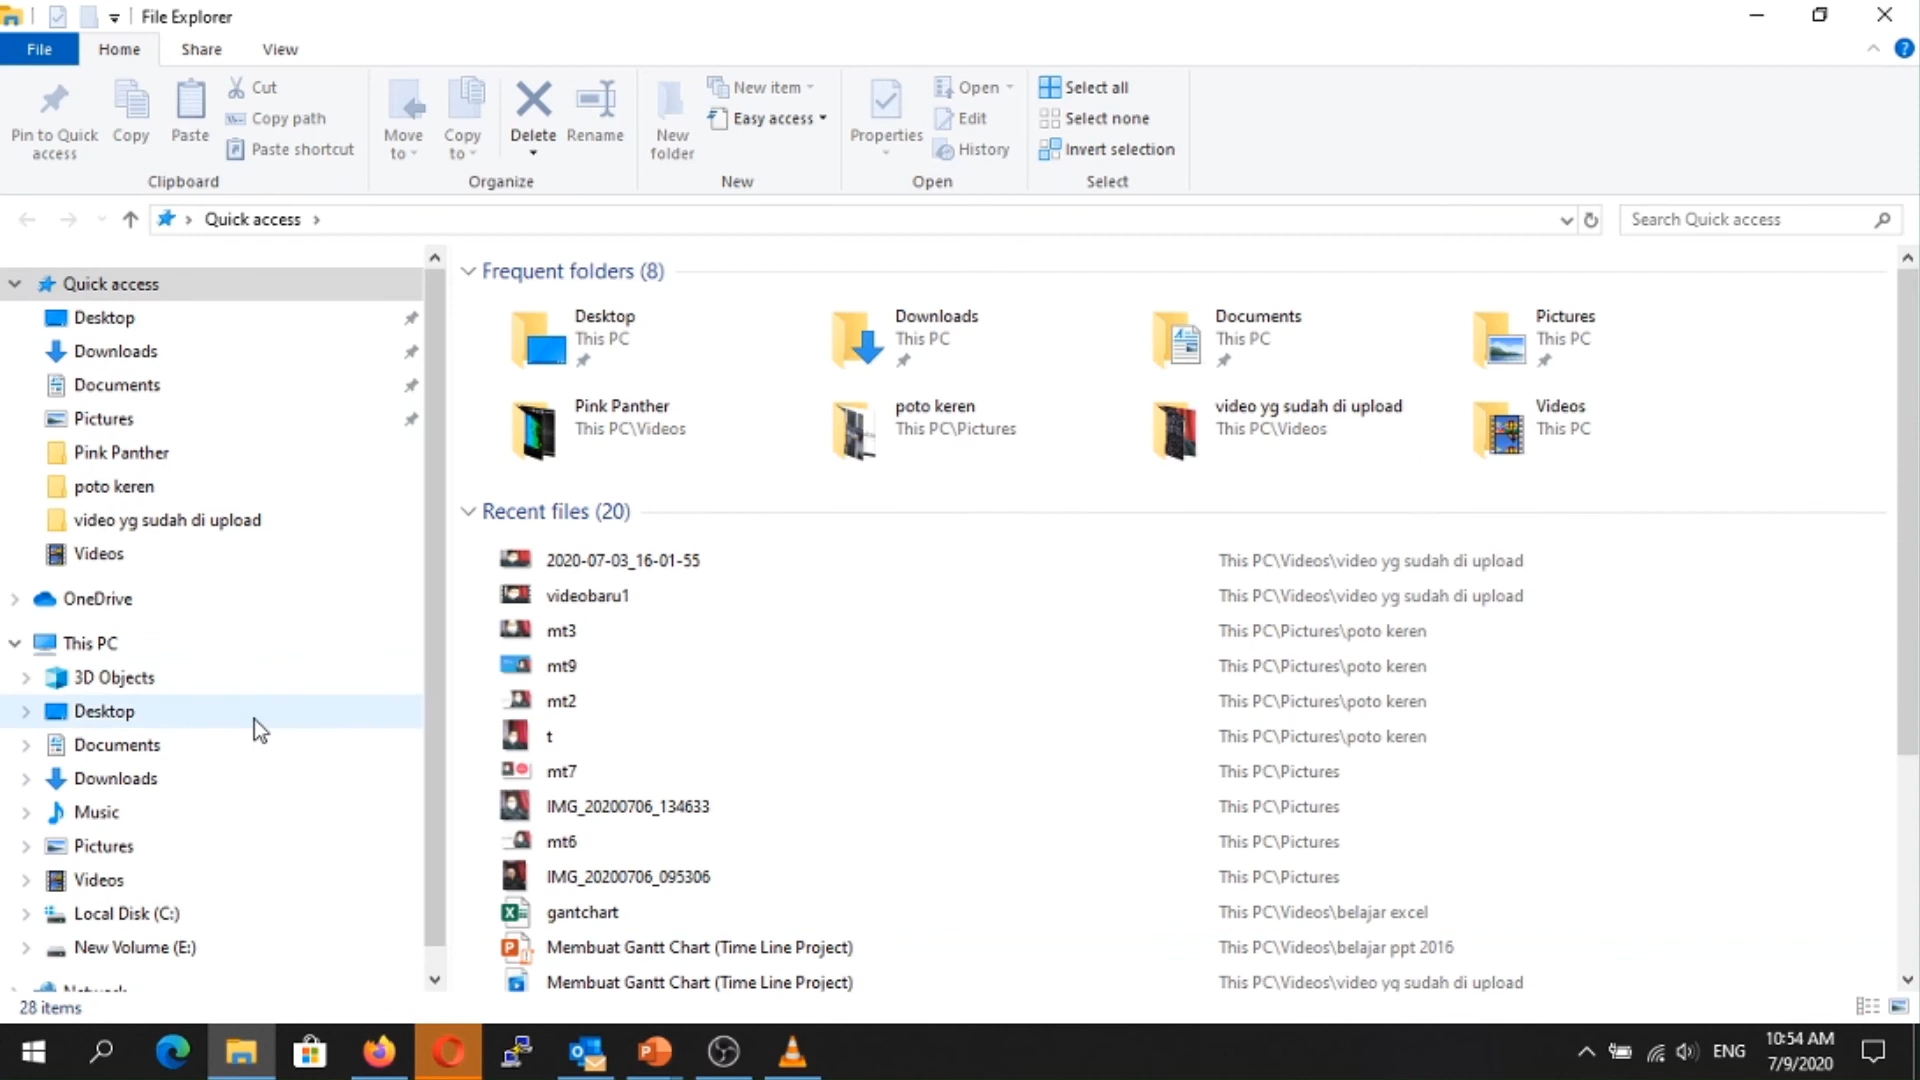 File Explorer
File Home Share View
Pin to Quick access
Copy
Paste
Cut
Copy path
Paste shortcut
Move to
Copy to
Delete
Rename
New folder
New item
Easy access
Properties
Open
Edit
History
Select all
Select none
Invert selection
Clipboard Organize New Open Select
Quick access
Search Quick access
Quick access
Desktop
Downloads
Documents
Pictures
Pink Panther
poto keren
video yg sudah di upload
Videos
OneDrive
This PC
3D Objects
Desktop
Documents
Downloads
Music
Pictures
Videos
Local Disk (C:)
New Volume (E:)
Network
Frequent folders (8)
Desktop
This PC
Downloads
This PC
Documents
This PC
Pictures
This PC
Pink Panther
This PC\Videos
poto keren
This PC\Pictures
video yg sudah di upload
This PC\Videos
Videos
This PC
Recent files (20)
2020-07-03_16-01-55 This PC\Videos\video yg sudah di upload
videobaru1 This PC\Videos\video yg sudah di upload
mt3 This PC\Pictures\poto keren
mt9 This PC\Pictures\poto keren
mt2 This PC\Pictures\poto keren
t This PC\Pictures\poto keren
mt7 This PC\Pictures
IMG_20200706_134633 This PC\Pictures
mt6 This PC\Pictures
IMG_20200706_095306 This PC\Pictures
gantchart This PC\Videos\belajar excel
Membuat Gantt Chart (Time Line Project) This PC\Videos\belajar ppt 2016
Membuat Gantt Chart (Time Line Project) This PC\Videos\video yg sudah di upload
28 items
ENG
10:54 AM
7/9/2020